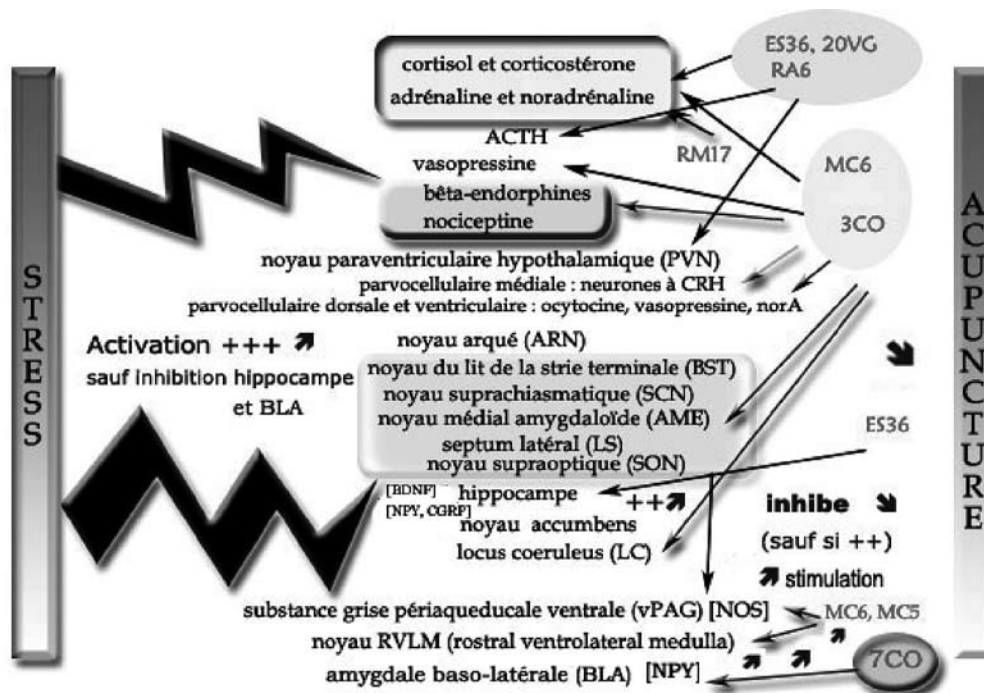 STRESS
ES36, 20VG
RA6
cortisol et corticostérone
adrénaline et noradrénaline
ACTH
RM17
vasopressine
MC6
bêta-endorphines
nociceptine
3CO
noyau paraventriculaire hypothalamique (PVN)
parvocellulaire médiale : neurones à CRH
parvocellulaire dorsale et ventriculaire : ocytocine, vasopressine, norA
Activation +++
sauf inhibition hippocampe
et BLA
noyau arqué (ARN)
noyau du lit de la strie terminale (BST)
noyau suprachiasmatique (SCN)
noyau médial amygdaloïde (AME)
septum latéral (LS)
noyau supraoptique (SON)
ES36
[BDNF]
[NPY, CGRP]
hippocampe ++
noyau accumbens
locus coeruleus (LC)
inhibe
(sauf si ++)
stimulation
substance grise périaqueducale ventrale (vPAG) [NOS]
MC6, MC5
noyau RVLM (rostral ventrolateral medulla)
amygdale baso-latérale (BLA) [NPY]
7CO
ACUPUNCTURE